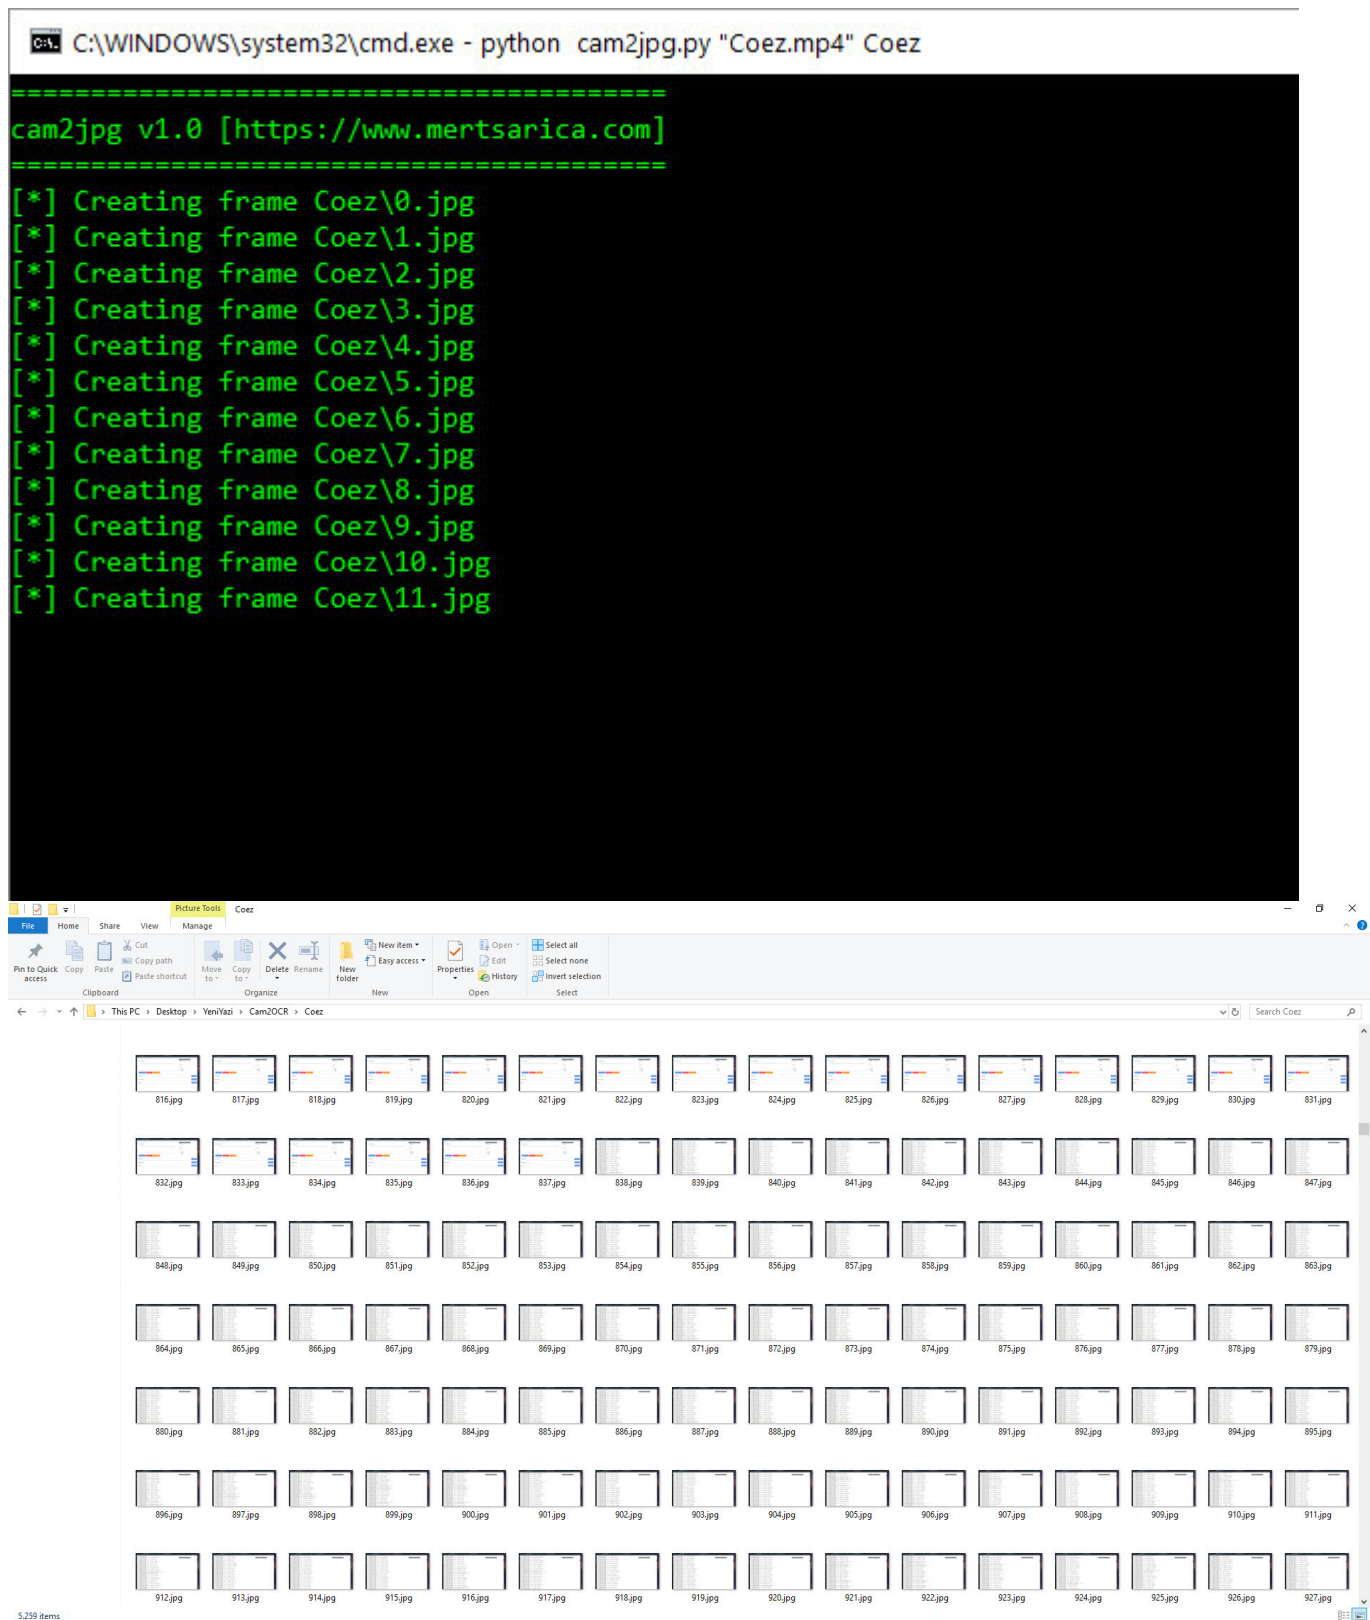 C:\WINDOWS\system32\cmd.exe - python cam2jpg.py "Coez.mp4" Coez
=========================================
cam2jpg v1.0 [https://www.mertsarica.com]
=========================================
[*] Creating frame Coez\0.jpg
[*] Creating frame Coez\1.jpg
[*] Creating frame Coez\2.jpg
[*] Creating frame Coez\3.jpg
[*] Creating frame Coez\4.jpg
[*] Creating frame Coez\5.jpg
[*] Creating frame Coez\6.jpg
[*] Creating frame Coez\7.jpg
[*] Creating frame Coez\8.jpg
[*] Creating frame Coez\9.jpg
[*] Creating frame Coez\10.jpg
[*] Creating frame Coez\11.jpg
Picture Tools Coez
File Home Share View Manage
Pin to Quick access
Copy
Paste
Cut
Copy path
Paste shortcut
Move to
Copy to
Delete
Rename
New folder
New item
Easy access
Properties
Open
Edit
History
Select all
Select none
Invert selection
Clipboard Organize New Open Select
This PC > Desktop > YeniYazi > Cam2OCR > Coez
Search Coez
816.jpg 817.jpg 818.jpg 819.jpg 820.jpg 821.jpg 822.jpg 823.jpg 824.jpg 825.jpg 826.jpg 827.jpg 828.jpg 829.jpg 830.jpg 831.jpg
832.jpg 833.jpg 834.jpg 835.jpg 836.jpg 837.jpg 838.jpg 839.jpg 840.jpg 841.jpg 842.jpg 843.jpg 844.jpg 845.jpg 846.jpg 847.jpg
848.jpg 849.jpg 850.jpg 851.jpg 852.jpg 853.jpg 854.jpg 855.jpg 856.jpg 857.jpg 858.jpg 859.jpg 860.jpg 861.jpg 862.jpg 863.jpg
864.jpg 865.jpg 866.jpg 867.jpg 868.jpg 869.jpg 870.jpg 871.jpg 872.jpg 873.jpg 874.jpg 875.jpg 876.jpg 877.jpg 878.jpg 879.jpg
880.jpg 881.jpg 882.jpg 883.jpg 884.jpg 885.jpg 886.jpg 887.jpg 888.jpg 889.jpg 890.jpg 891.jpg 892.jpg 893.jpg 894.jpg 895.jpg
896.jpg 897.jpg 898.jpg 899.jpg 900.jpg 901.jpg 902.jpg 903.jpg 904.jpg 905.jpg 906.jpg 907.jpg 908.jpg 909.jpg 910.jpg 911.jpg
912.jpg 913.jpg 914.jpg 915.jpg 916.jpg 917.jpg 918.jpg 919.jpg 920.jpg 921.jpg 922.jpg 923.jpg 924.jpg 925.jpg 926.jpg 927.jpg
5.259 items